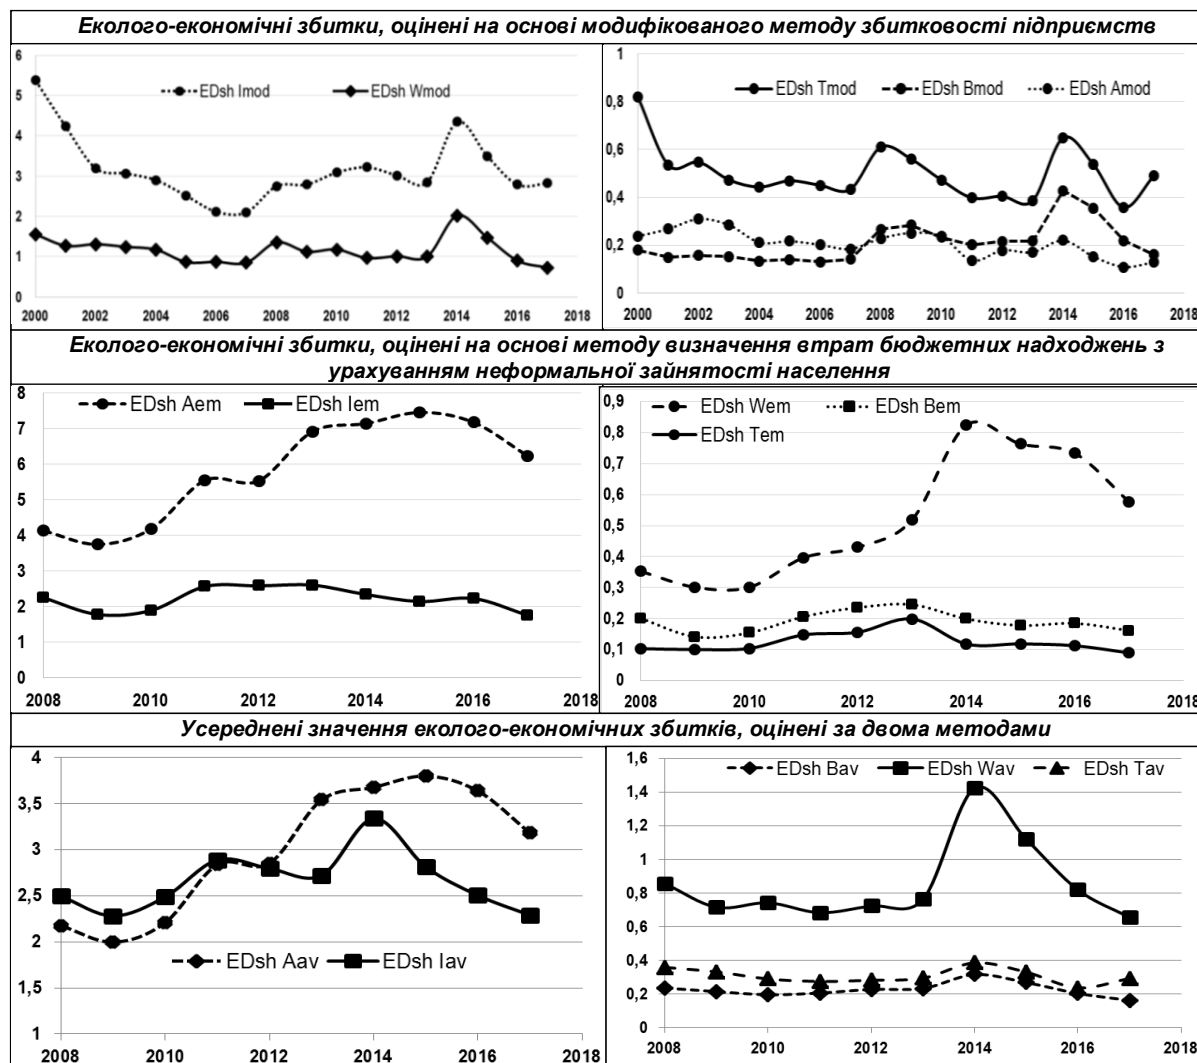 Еколого-економічні збитки, оцінені на основі модифікованого методу збитковості підприємств
6
5
4
3
2
1
0
EDsh Imod
EDsh Wmod
2000 2002 2004 2006 2008 2010 2012 2014 2016 2018
1
0,8
0,6
0,4
0,2
0
EDsh Tmod EDsh Bmod EDsh Amod
2000 2002 2004 2006 2008 2010 2012 2014 2016 2018
Еколого-економічні збитки, оцінені на основі методу визначення втрат бюджетних надходжень з
урахуванням неформальної зайнятості населення
8
7
6
5
4
3
2
1
0
EDsh Aem EDsh Iem
2008 2010 2012 2014 2016 2018
0,9
0,8
0,7
0,6
0,5
0,4
0,3
0,2
0,1
0
EDsh Wem EDsh Bem
EDsh Tem
2008 2010 2012 2014 2016 2018
Усереднені значення еколого-економічних збитків, оцінені за двома методами
4
3,5
3
2,5
2
1,5
1
EDsh Aav EDsh Iav
2008 2010 2012 2014 2016 2018
1,6
1,4
1,2
1
0,8
0,6
0,4
0,2
0
EDsh Bav EDsh Wav EDsh Tav
2008 2010 2012 2014 2016 2018